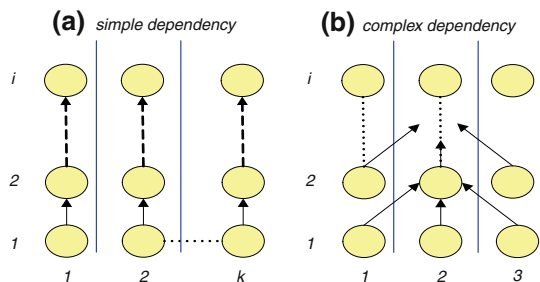 (a) simple dependency
(b) complex dependency
i
i
2
2
1
1
1 2 k
1 2 3